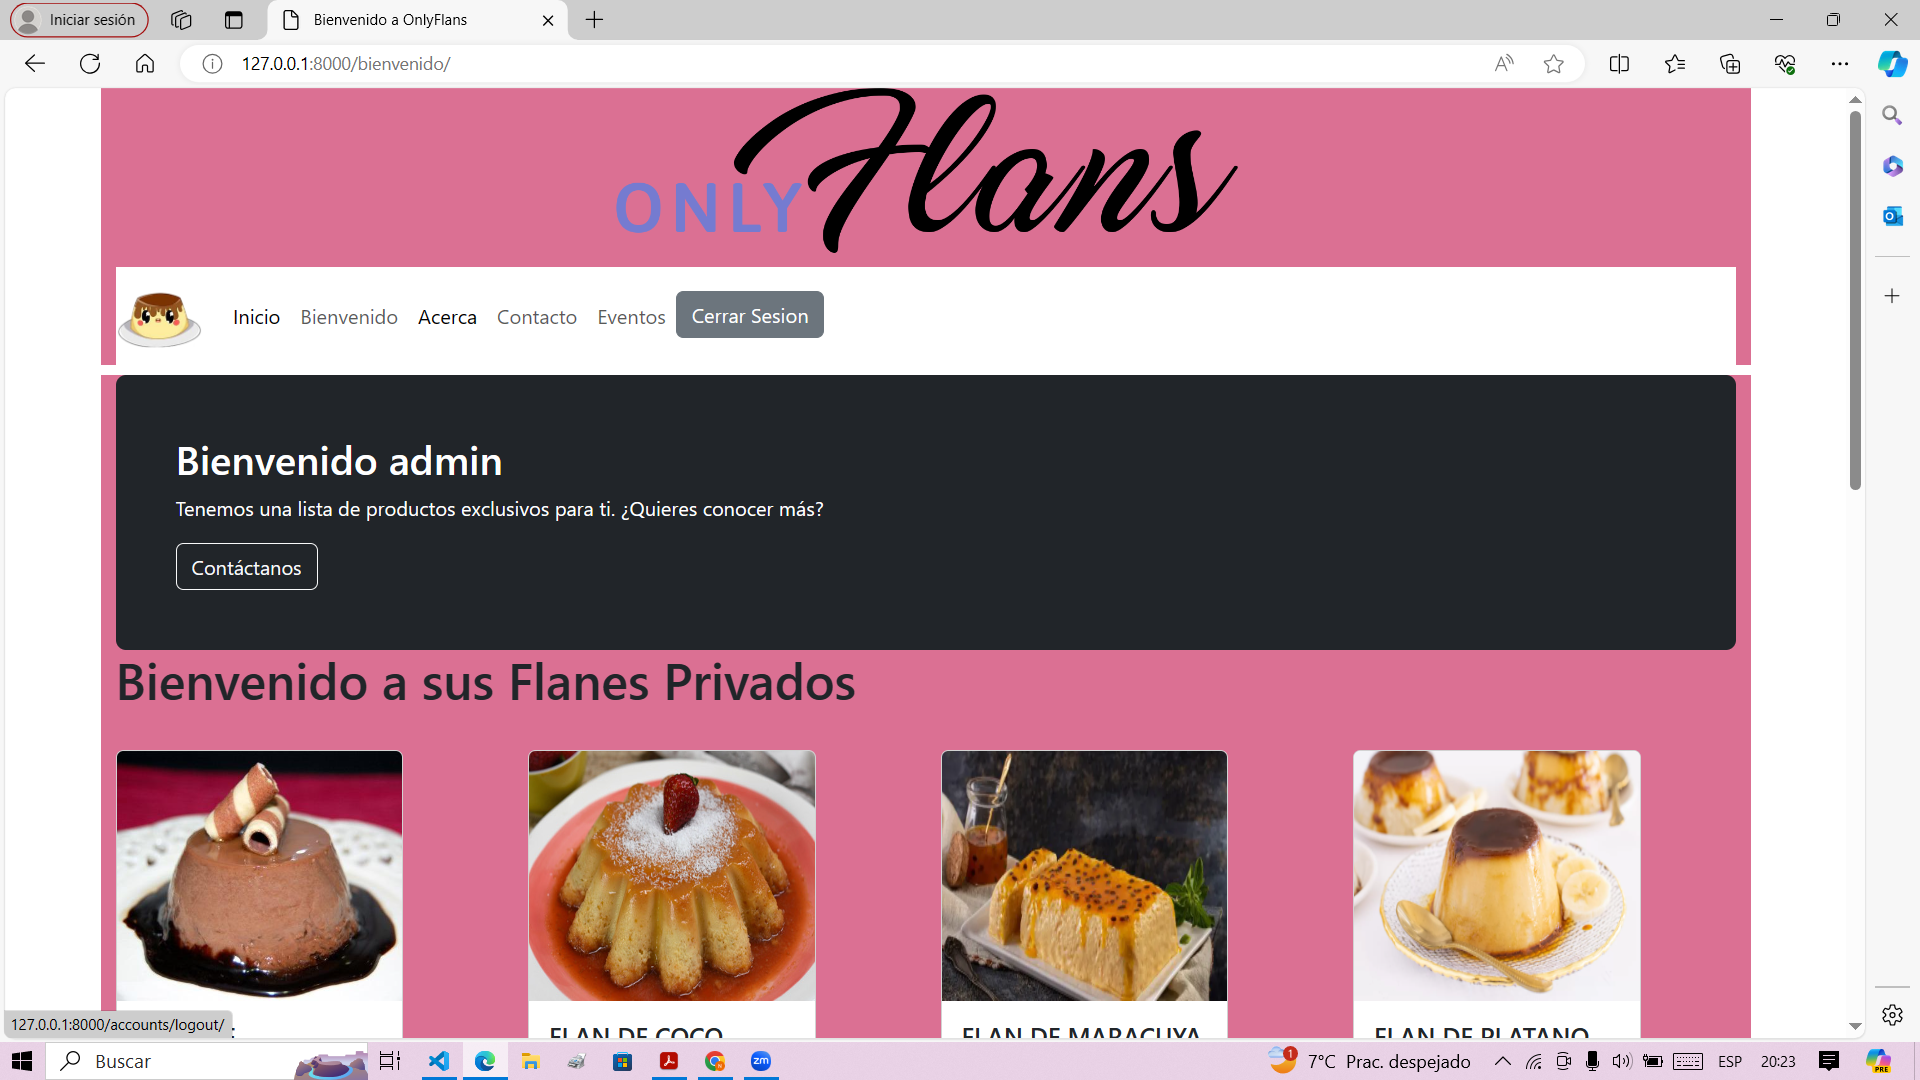 Iniciar sesión
Bienvenido a OnlyFlans
127.0.0.1:8000/bienvenido/
ONLY Flans
Inicio Bienvenido Acerca Contacto Eventos Cerrar Sesion
Bienvenido admin
Tenemos una lista de productos exclusivos para ti. ¿Quieres conocer más?
Contáctanos
Bienvenido a sus Flanes Privados
FLAN DE COCO FLAN DE MARACUYA FLAN DE PLATANO
127.0.0.1:8000/accounts/logout/
Buscar
zm
1
7°C Prac. despejado
ESP
20:23
PRE